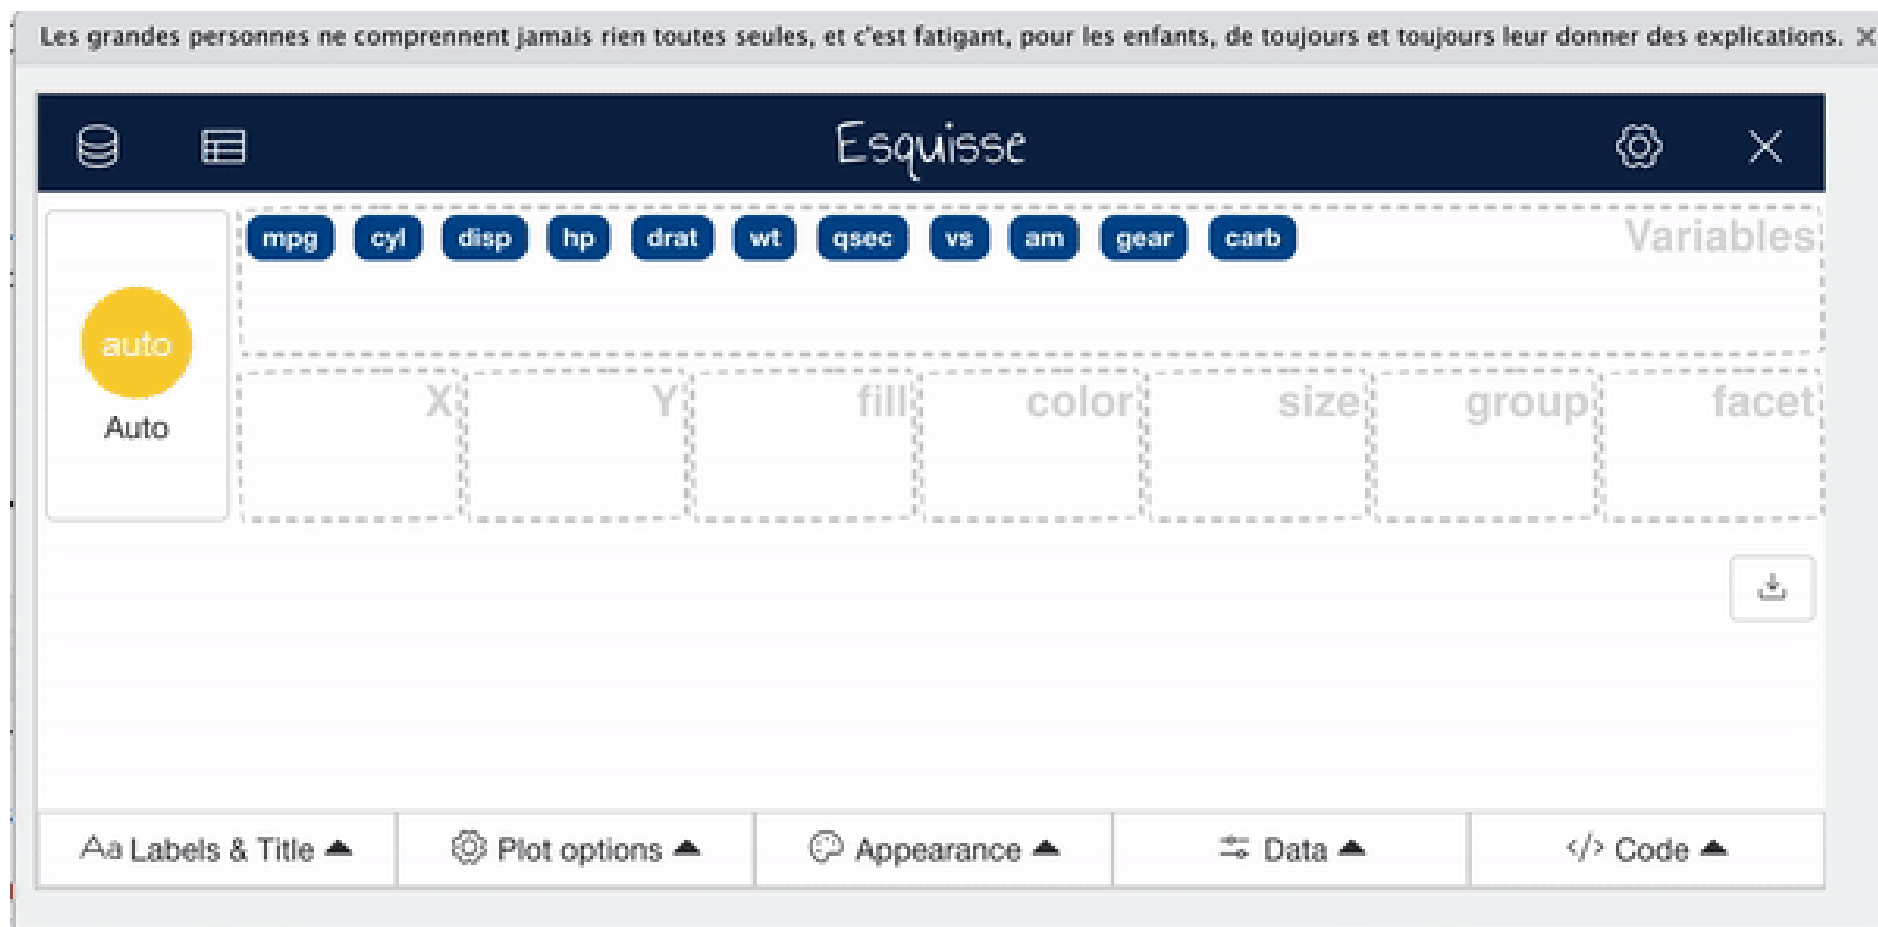 Les grandes personnes ne comprennent jamais rien toutes seules, et c'est fatigant, pour les enfants, de toujours et toujours leur donner des explications.
Esquisse
mpg cyl disp hp drat wt qsec vs am gear carb Variables
auto
Auto
X Y fill color size group facet
Aa Labels & Title Plot options Appearance Data </> Code